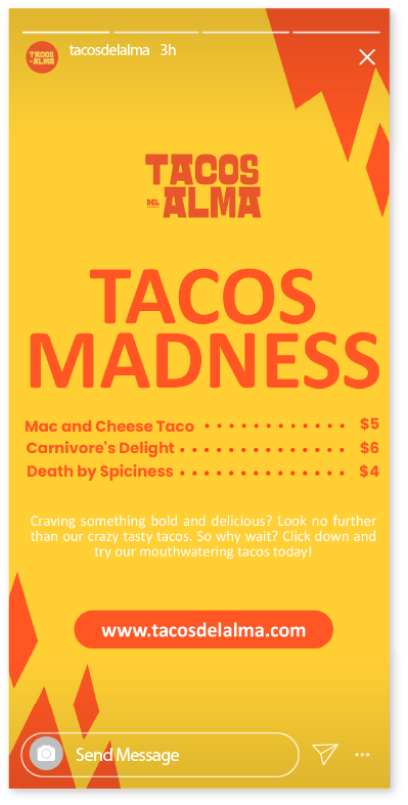 TACOS
DEL ALMA
tacosdelalma 3h
TACOS
DEL ALMA
TACOS
MADNESS
Mac and Cheese Taco . . . . . . . . . . . . . $5
Carnivore's Delight . . . . . . . . . . . . . . . $6
Death by Spiciness . . . . . . . . . . . . . . . $4
Craving something bold and delicious? Look no further
than our crazy tasty tacos. So why wait? Click down and
try our mouthwatering tacos today!
www.tacosdelalma.com
Send Message